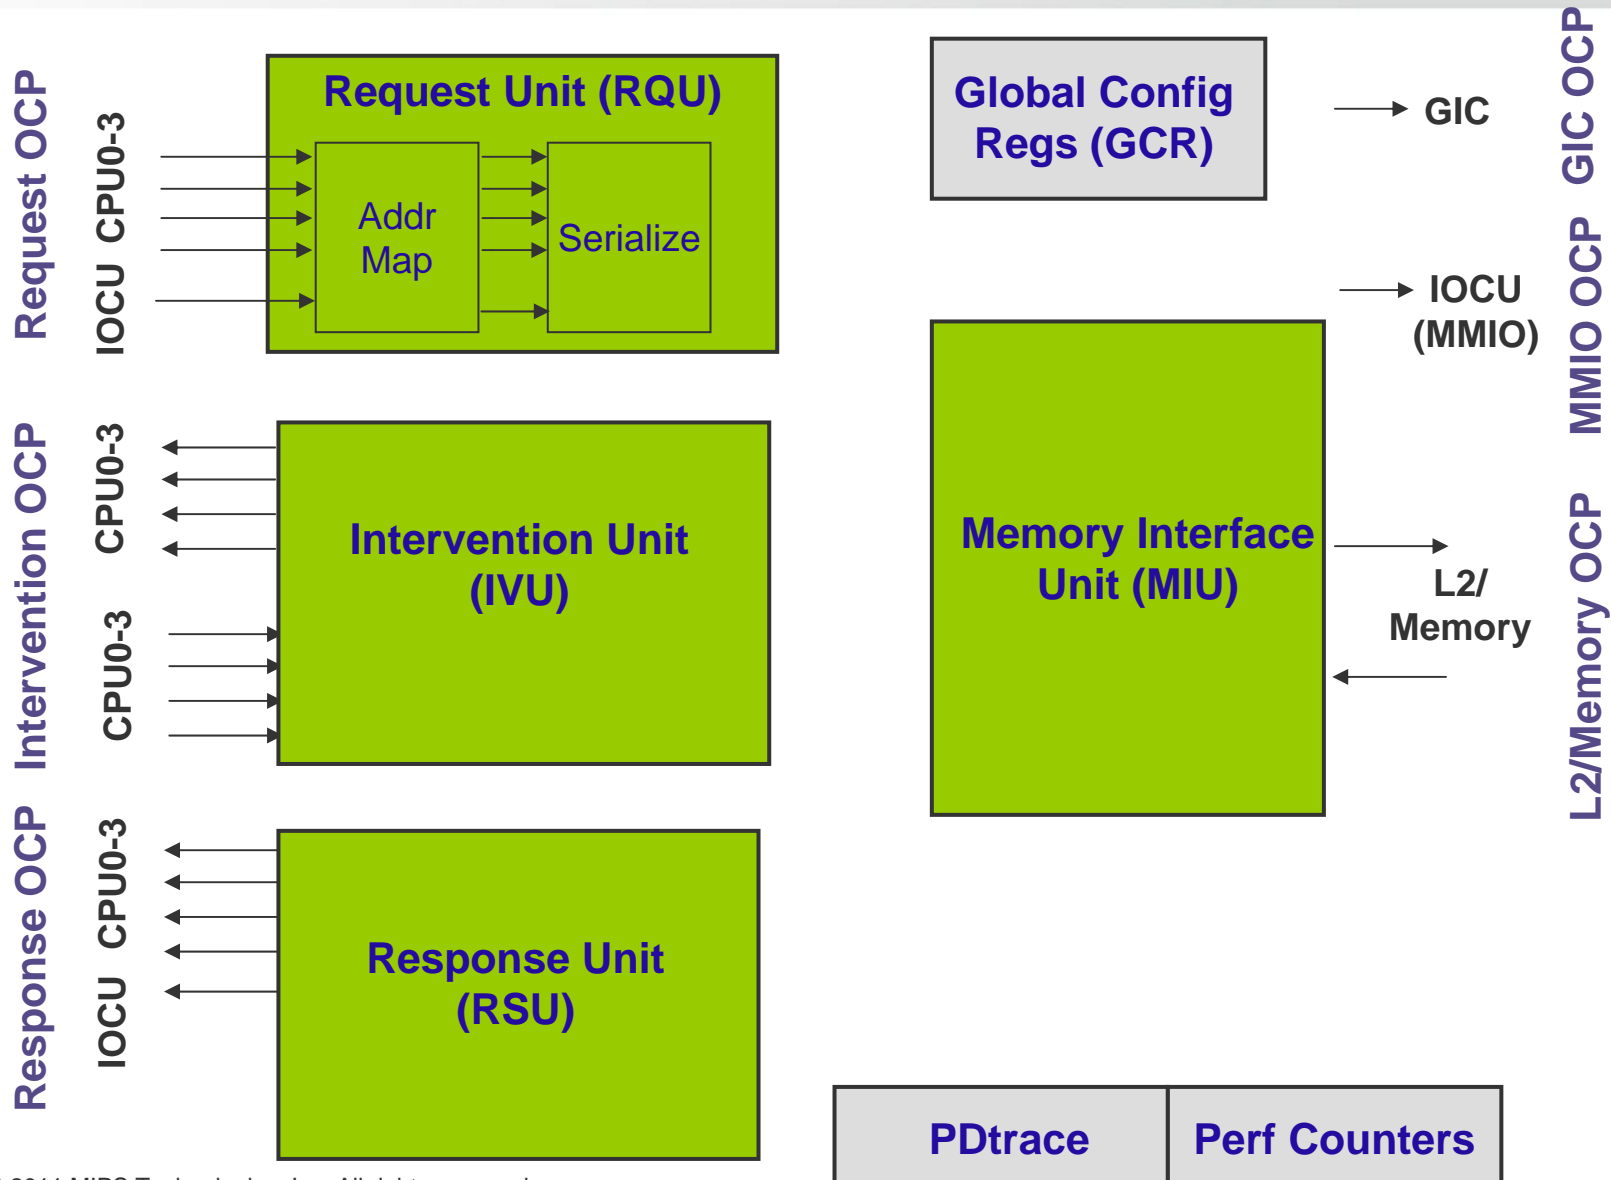 Request OCP
IOCU CPU0-3
Request Unit (RQU)
Addr
Map
Serialize
Intervention OCP
CPU0-3
CPU0-3
Intervention Unit
(IVU)
Response OCP
IOCU CPU0-3
Response Unit
(RSU)
Global Config
Regs (GCR)
GIC
GIC OCP
IOCU
(MMIO)
MMIO OCP
Memory Interface
Unit (MIU)
L2/
Memory
L2/Memory OCP
PDtrace
Perf Counters